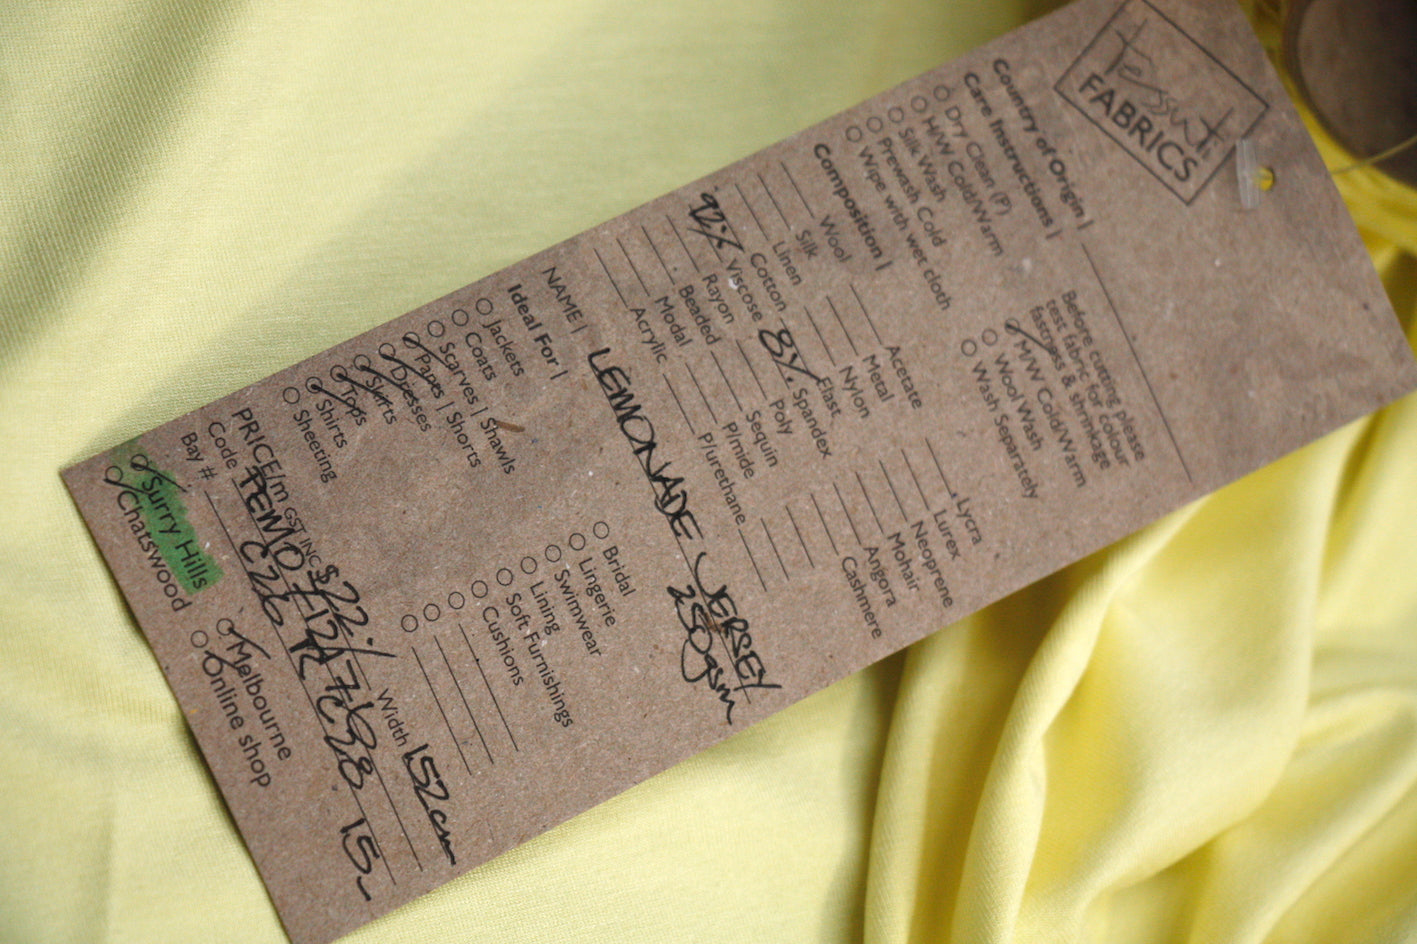 tessuti
FABRICS
Country of Origin |
Care Instructions |
Dry Clean (P)
H/W Cold/Warm
Silk Wash
Prewash Cold
Wipe with wet cloth
Before cutting please
test fabric for colour
fastness & shrinkage
M/W Cold/Warm
Wool Wash
Wash Separately
Composition |
Wool
Silk
Linen
Cotton
92% Viscose
Rayon
Beaded
Modal
Acrylic
Acetate
Metal
Nylon
Elast
8% Spandex
Poly
Sequin
P/mide
P/urethane
Lycra
Lurex
Neoprene
Mohair
Angora
Cashmere
NAME | LEMONADE JERSEY
250gsm
Ideal For |
Jackets
Coats
Scarves | Shawls
Pants | Shorts
Dresses
Skirts
Tops
Shirts
Sheeting
Bridal
Lingerie
Swimwear
Lining
Soft Furnishings
Cushions
PRICE/m GST INC $22.- Width 152cm
Code
Bay # C26 15-
Surry Hills
Chatswood
Melbourne
Online shop